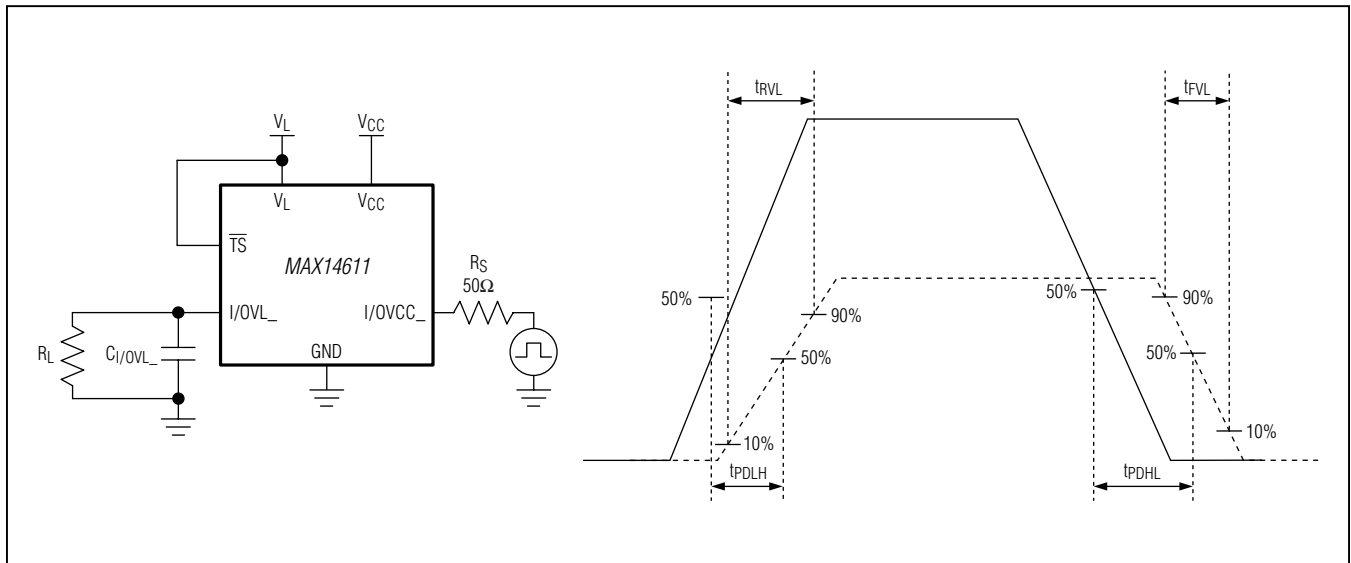 VL
VCC
VL
VCC
TS
MAX14611
RS
50Ω
I/OVL_
I/OVCC_
RL
CI/OVL_
GND
tRVL
tFVL
50%
90%
50%
10%
tPDLH
50%
90%
50%
10%
tPDHL